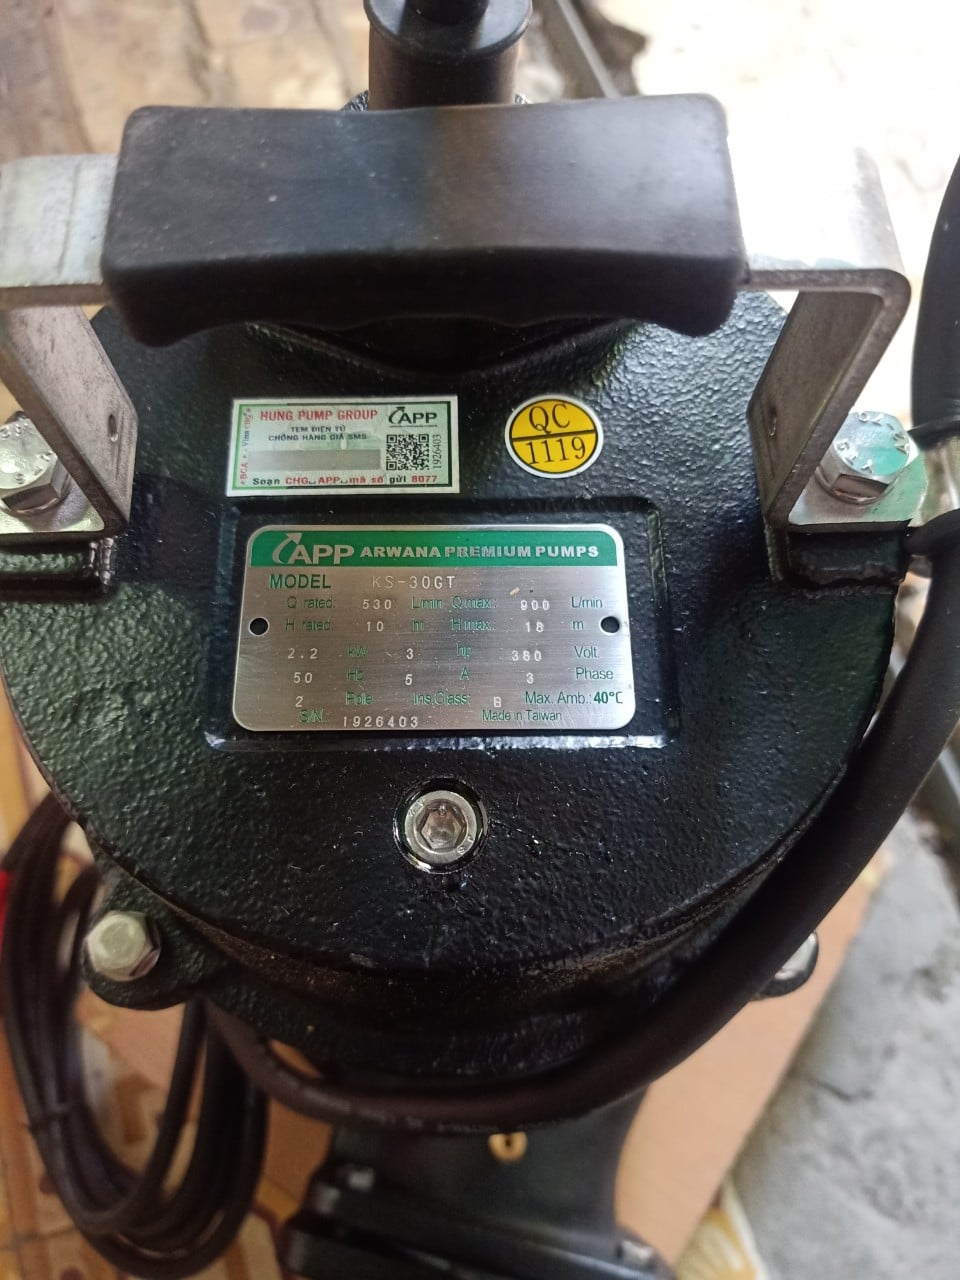 HUNG PUMP GROUP
APP
TEM ĐIỆN TỬ
CHỐNG HÀNG GIẢ SMS
1926403
Soạn CHG_APP_mã số gửi 8077
QC
1119
APP ARWANA PREMIUM PUMPS
MODEL KS-30GT
Q rated: 530 L/min Q max.: 900 L/min
H rated: 10 m H max. 18 m
2.2 kW 3 hp 380 Volt.
50 Hz 5 A 3 Phase
2 Pole Ins.Class: B Max. Amb.:40°C
S/N: 1926403 Made in Taiwan